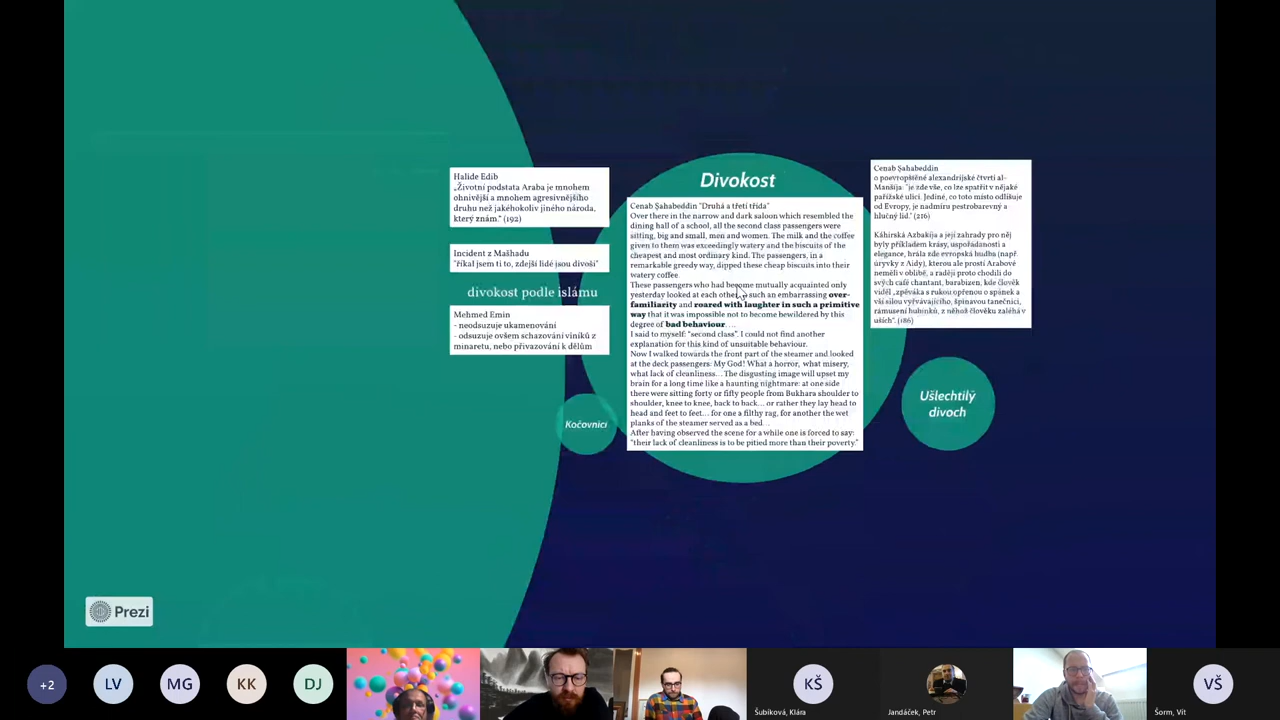 Divokost
Halide Edib
„Životní podstata Araba je mnohem
ohnivější a mnohem agresivnějšího
druhu než jakéhokoliv jiného národa,
který znám.“ (192)
Incident z Mašhadu
"říkal jsem ti to, zdejší lidé jsou divoši"
divokost podle islámu
Mehmed Emin
- neodsuzuje ukamenování
- odsuzuje ovšem schazování viníků z
minaretu, nebo přivazování k dělům
Kočovníci
Cenab Şahabeddin "Druhá a třetí třída"
Over there in the narrow and dark saloon which resembled the
dining hall of a school, all the second class passengers were
sitting, big and small, men and women. The milk and the coffee
given to them was exceedingly watery and the biscuits of the
cheapest and most ordinary kind. The passengers, in a
remarkable greedy way, dipped these cheap biscuits into their
watery coffee.
These passengers who had become mutually acquainted only
yesterday looked at each other in such an embarrassing over-
familiarity and roared with laughter in such a primitive
way that it was impossible not to become bewildered by this
degree of bad behaviour. ...
I said to myself: "second class". I could not find another
explanation for this kind of unsuitable behaviour.
Now I walked towards the front part of the steamer and looked
at the deck passengers: My God! What a horror, what misery,
what lack of cleanliness... The disgusting image will upset my
brain for a long time like a haunting nightmare: at one side
there were sitting forty or fifty people from Bukhara shoulder to
shoulder, knee to knee, back to back... or rather they lay head to
head and feet to feet... for one a filthy rag, for another the wet
planks of the steamer served as a bed...
After having observed the scene for a while one is forced to say:
"their lack of cleanliness is to be pitied more than their poverty."
Cenab Şahabeddin
o poevropštěné alexandrijské čtvrti al-
Manšíja: "je zde vše, co lze spatřit v nějaké
pařížské ulici. Jediné, co toto místo odlišuje
od Evropy, je nadmíru pestrobarevný a
hlučný lid." (216)
Káhirská Azbakíja a její zahrady pro něj
byly příkladem krásy, uspořádanosti a
elegance, hrála zde evropská hudba (např.
úryvky z Aidy), kterou ale prostí Arabové
neměli v oblibě, a raději prosto chodili do
svých café chantant, barabizen, kde člověk
viděl „zpěváka s rukou opřenou o spánek a
vší silou vyřvávajícího, špinavou tanečnici,
rámusení bubínků, z něhož člověku zaléhá v
uších“. (186)
Ušlechtilý
divoch
Prezi
+2
LV
MG
KK
DJ
KŠ
Šubíková, Klára
Jandáček, Petr
VŠ
Šorm, Vít